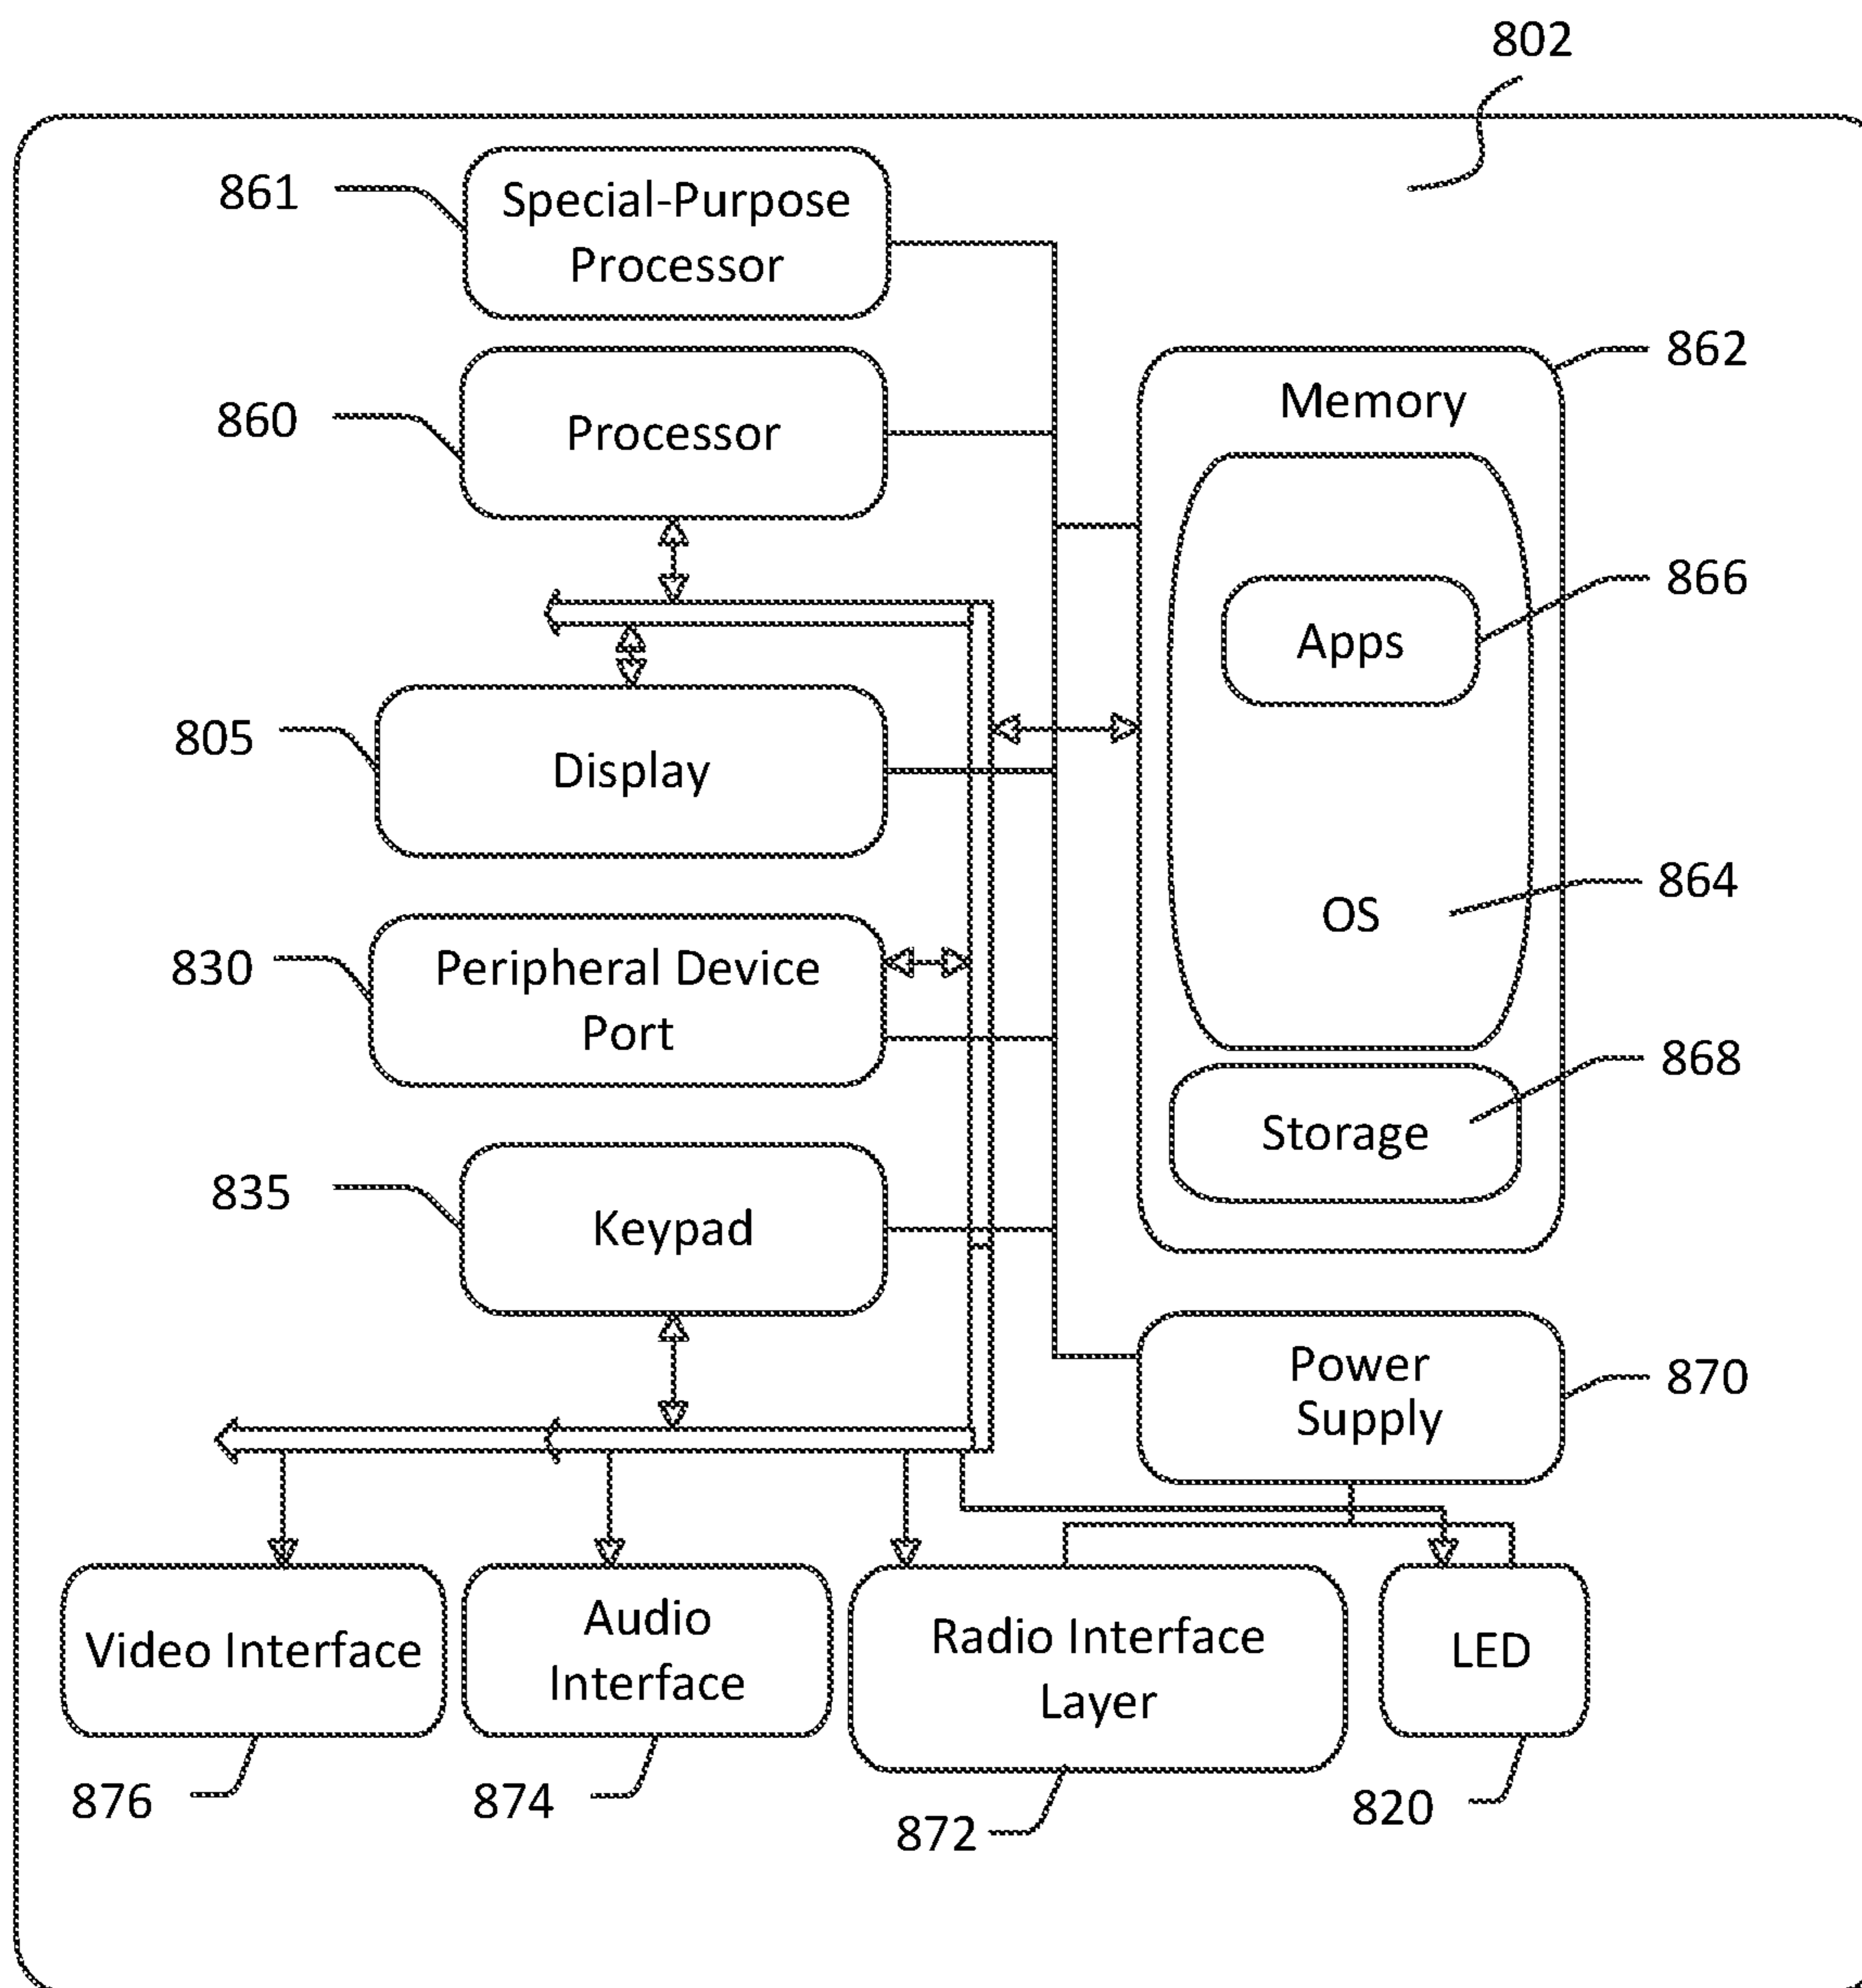 802
861
Special-Purpose
Processor
862
Memory
860
Processor
866
Apps
805
Display
864
OS
830
Peripheral Device
Port
868
Storage
835
Keypad
Power
Supply
870
Video Interface
Audio
Interface
Radio Interface
Layer
LED
876
874
872
820